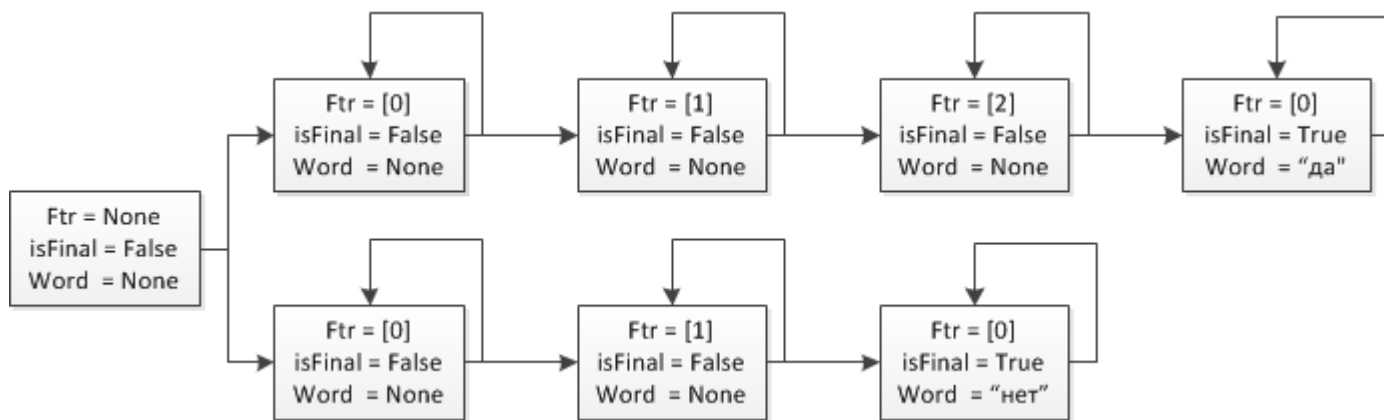 Ftr = [0]
isFinal = False
Word = None
Ftr = [1]
isFinal = False
Word = None
Ftr = [2]
isFinal = False
Word = None
Ftr = [0]
isFinal = True
Word = “да"
Ftr = None
isFinal = False
Word = None
Ftr = [0]
isFinal = False
Word = None
Ftr = [1]
isFinal = False
Word = None
Ftr = [0]
isFinal = True
Word = “нет”